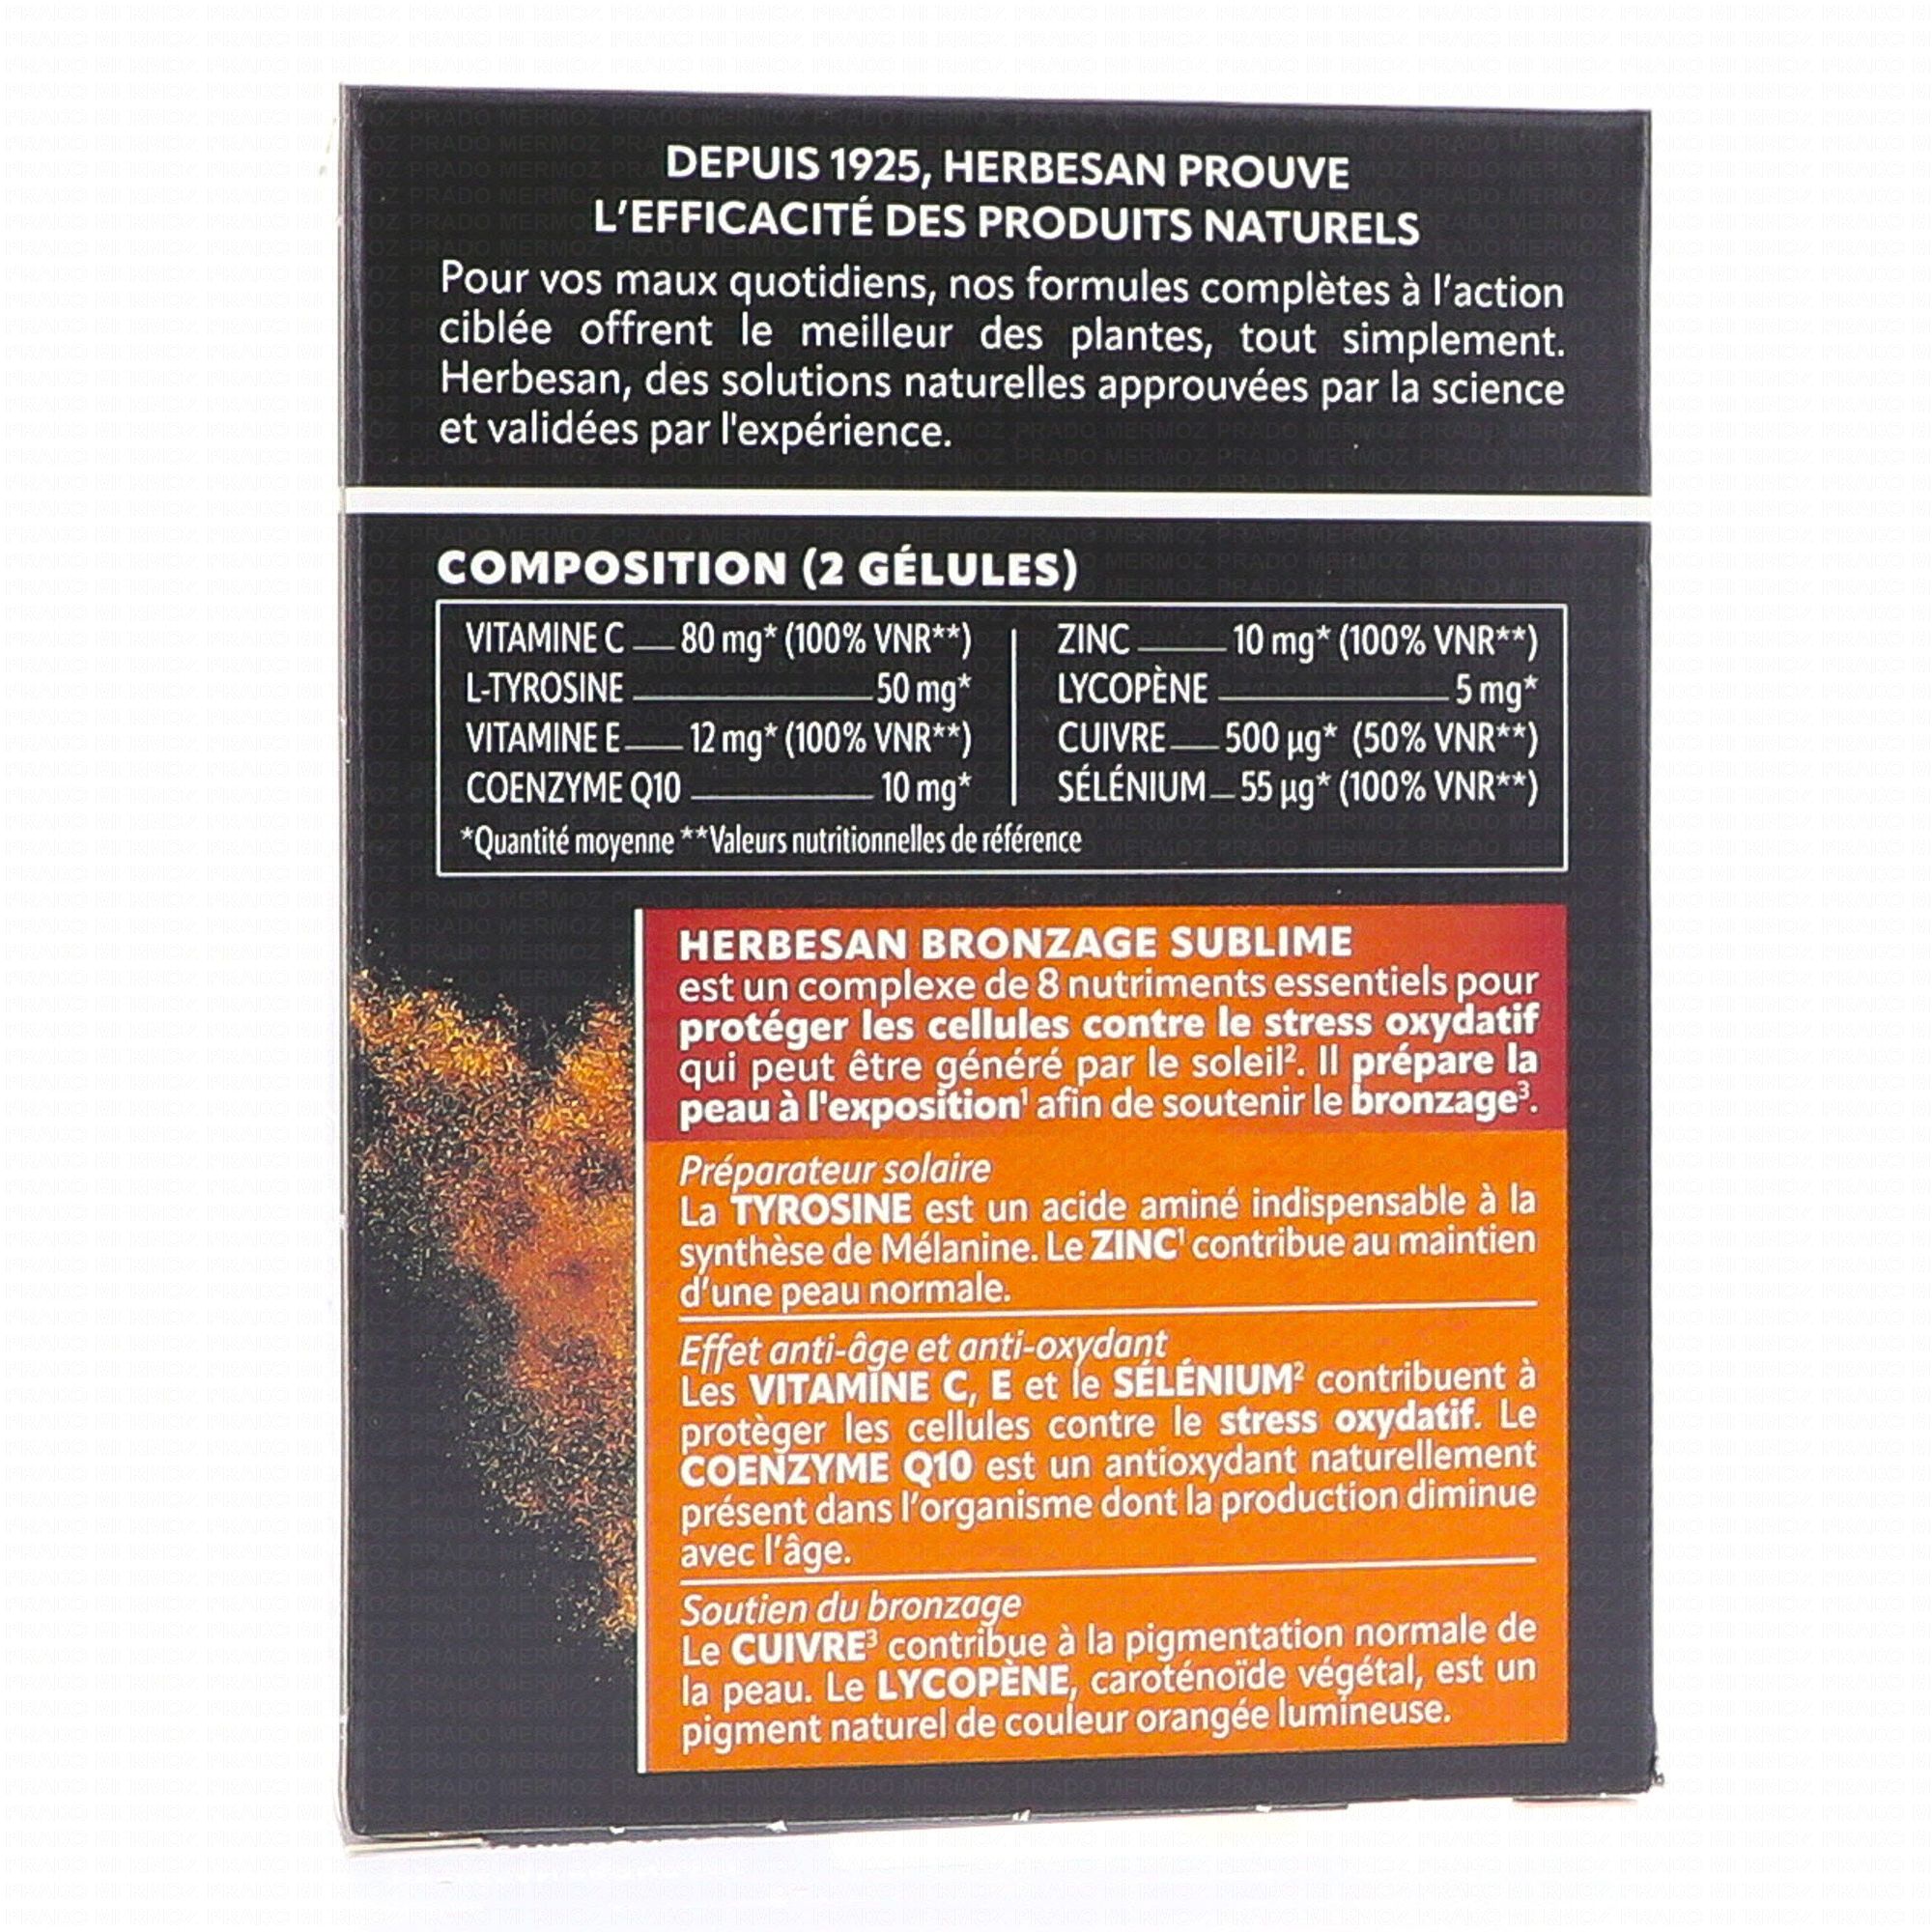 DEPUIS 1925, HERBESAN PROUVE
L'EFFICACITÉ DES PRODUITS NATURELS
Pour vos maux quotidiens, nos formules complètes à l'action
ciblée offrent le meilleur des plantes, tout simplement.
Herbesan, des solutions naturelles approuvées par la science
et validées par l'expérience.
COMPOSITION (2 GÉLULES)
VITAMINE C 80 mg* (100% VNR**)
L-TYROSINE 50 mg*
VITAMINE E 12 mg* (100% VNR**)
COENZYME Q10 10 mg*
ZINC 10 mg* (100% VNR**)
LYCOPÈNE 5 mg*
CUIVRE 500 µg* (50% VNR**)
SÉLÉNIUM 55 µg* (100% VNR**)
*Quantité moyenne **Valeurs nutritionnelles de référence
HERBESAN BRONZAGE SUBLIME
est un complexe de 8 nutriments essentiels pour
protéger les cellules contre le stress oxydatif
qui peut être généré par le soleil². Il prépare la
peau à l'exposition¹ afin de soutenir le bronzage³.
Préparateur solaire
La TYROSINE est un acide aminé indispensable à la
synthèse de Mélanine. Le ZINC¹ contribue au maintien
d'une peau normale.
Effet anti-âge et anti-oxydant
Les VITAMINE C, E et le SÉLÉNIUM² contribuent à
protèger les cellules contre le stress oxydatif. Le
COENZYME Q10 est un antioxydant naturellement
présent dans l'organisme dont la production diminue
avec l'âge.
Soutien du bronzage
Le CUIVRE³ contribue à la pigmentation normale de
la peau. Le LYCOPÈNE, caroténoïde végétal, est un
pigment naturel de couleur orangée lumineuse.
PRADO MERMOZ